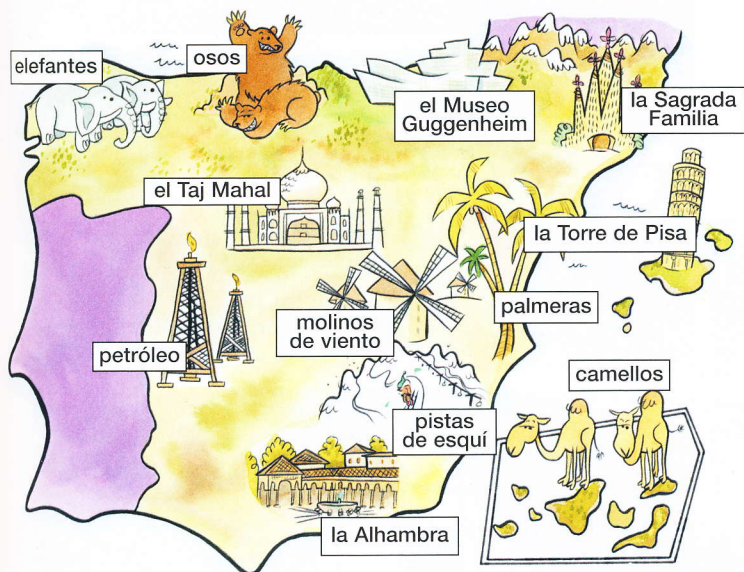 elefantes
osos
el Museo
Guggenheim
la Sagrada
Familia
el Taj Mahal
la Torre de Pisa
palmeras
molinos
de viento
petróleo
camellos
pistas
de esquí
la Alhambra